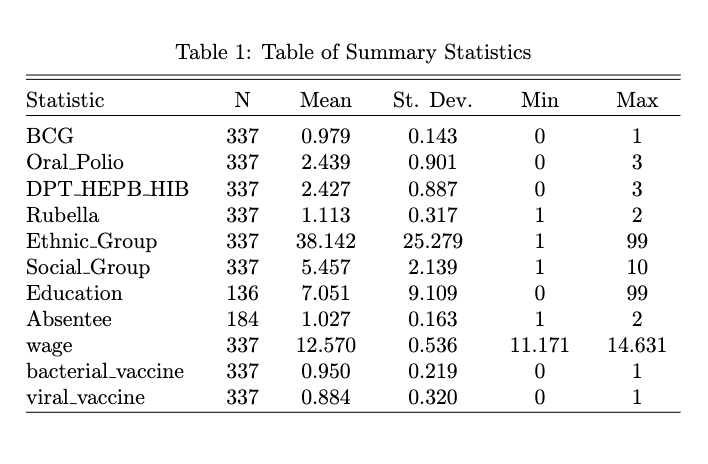 Table 1: Table of Summary Statistics
Statistic N Mean St. Dev. Min Max
BCG 337 0.979 0.143 0 1
Oral_Polio 337 2.439 0.901 0 3
DPT_HEPB_HIB 337 2.427 0.887 0 3
Rubella 337 1.113 0.317 1 2
Ethnic_Group 337 38.142 25.279 1 99
Social_Group 337 5.457 2.139 1 10
Education 136 7.051 9.109 0 99
Absentee 184 1.027 0.163 1 2
wage 337 12.570 0.536 11.171 14.631
bacterial_vaccine 337 0.950 0.219 0 1
viral_vaccine 337 0.884 0.320 0 1